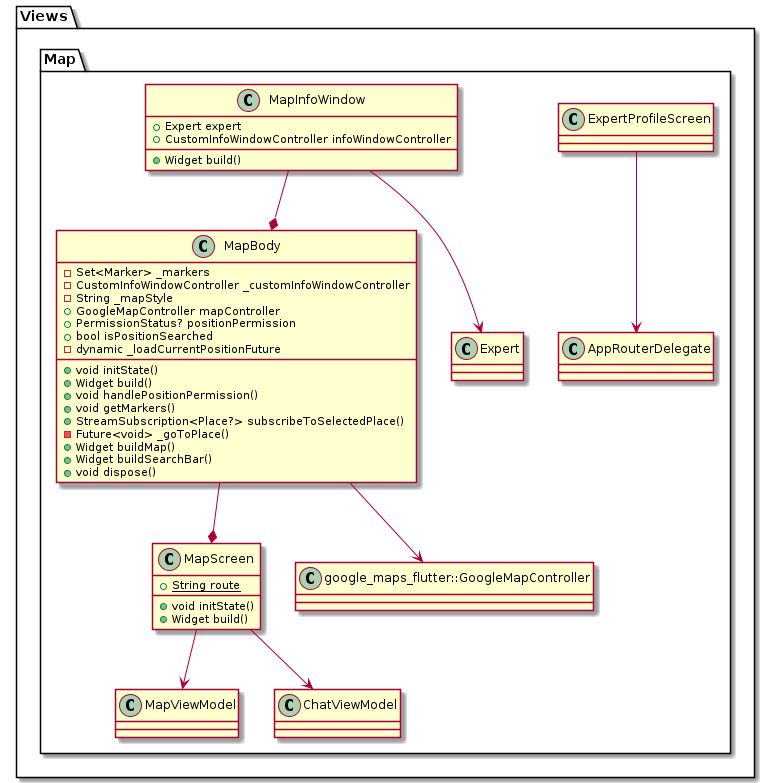 Views
Map
C MapInfoWindow
Expert expert
CustomInfoWindowController infoWindowController
Widget build()
C ExpertProfileScreen
C MapBody
Set<Marker> _markers
CustomInfoWindowController _customInfoWindowController
String _mapStyle
GoogleMapController mapController
PermissionStatus? positionPermission
bool isPositionSearched
dynamic _loadCurrentPositionFuture
void initState()
Widget build()
void handlePositionPermission()
void getMarkers()
StreamSubscription<Place?> subscribeToSelectedPlace()
Future<void> _goToPlace()
Widget buildMap()
Widget buildSearchBar()
void dispose()
C Expert
C AppRouterDelegate
C MapScreen
String route
void initState()
Widget build()
C google_maps_flutter::GoogleMapController
C MapViewModel
C ChatViewModel